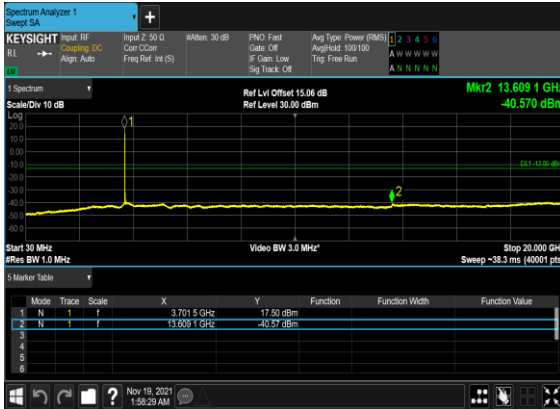 Spectrum Analyzer 1
Swept SA
+
KEYSIGHT Input: RF Input Z: 50 Ω #Atten: 30 dB PNO: Fast Avg Type: Power (RMS) 1 2 3 4 5 6
RL Coupling: DC Corr CCorr Gate: Off Avg|Hold: 100/100 A W W W W W
Align: Auto Freq Ref: Int (S) IF Gain: Low Trig: Free Run
Sig Track: Off A N N N N N
1 Spectrum Ref Lvl Offset 15.06 dB Mkr2 13.609 1 GHz
Scale/Div 10 dB Ref Level 30.00 dBm -40.570 dBm
Log
20.0
10.0
0.00
-10.0
-20.0
-30.0
-40.0
-50.0
-60.0
1
DL1 -13.00 dBm
2
Start 30 MHz Video BW 3.0 MHz* Stop 20.000 GHz
#Res BW 1.0 MHz Sweep ~38.3 ms (40001 pts)
5 Marker Table
Mode Trace Scale X Y Function Function Width Function Value
1 N 1 f 3.701 5 GHz 17.50 dBm
2 N 1 f 13.609 1 GHz -40.57 dBm
3
4
5
6
? Nov 19, 2021
1:58:29 AM